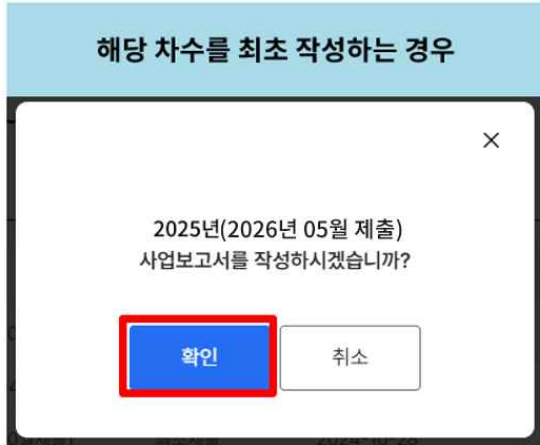 해당 차수를 최초 작성하는 경우
2025년(2026년 05월 제출)
사업보고서를 작성하시겠습니까?
확인
취소